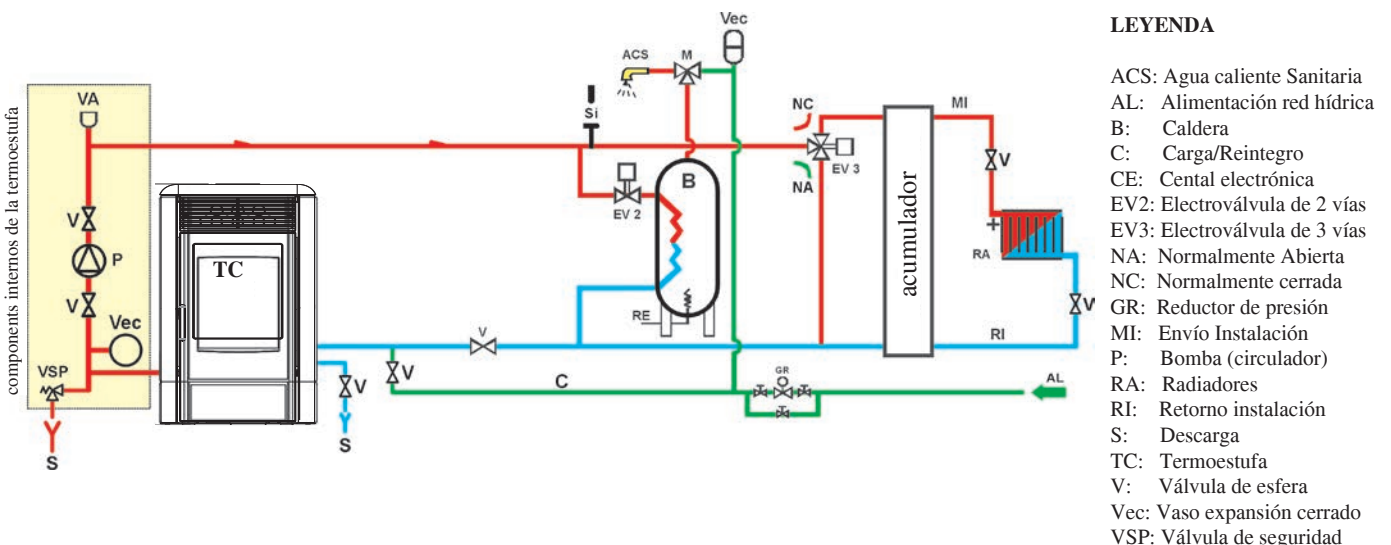 components internos de la termoestufa
VA
V
P
V
Vec
VSP
S
TC
V
S
V
V
C
Si
EV 2
B
RE
ACS
M
Vec
NC
NA
EV 3
acumulador
MI
V
+
RA
V
RI
GR
AL
LEYENDA
ACS: Agua caliente Sanitaria
AL: Alimentación red hídrica
B: Caldera
C: Carga/Reintegro
CE: Cental electrónica
EV2: Electroválvula de 2 vías
EV3: Electroválvula de 3 vías
NA: Normalmente Abierta
NC: Normalmente cerrada
GR: Reductor de presión
MI: Envío Instalación
P: Bomba (circulador)
RA: Radiadores
RI: Retorno instalación
S: Descarga
TC: Termoestufa
V: Válvula de esfera
Vec: Vaso expansión cerrado
VSP: Válvula de seguridad